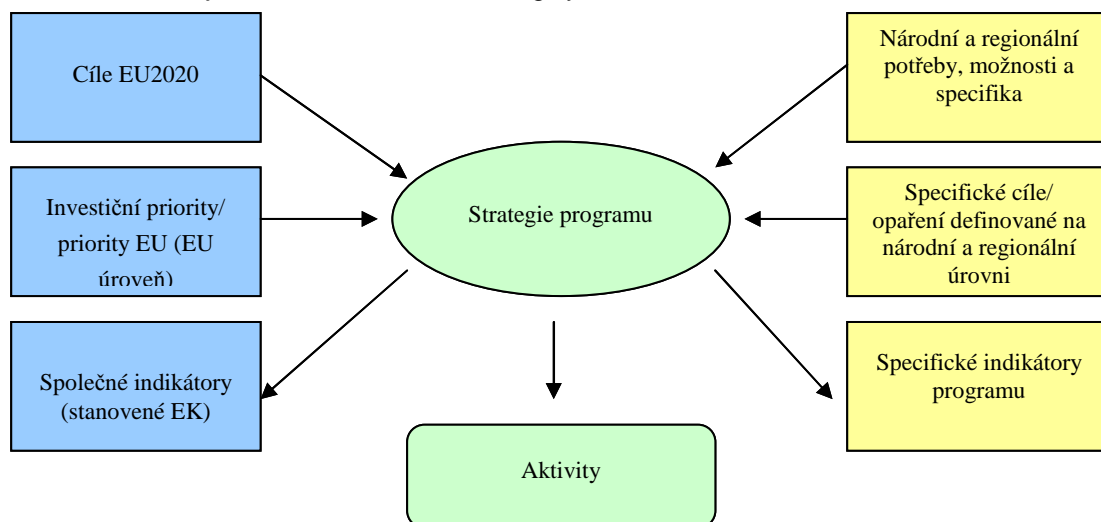 Cíle EU2020
Národní a regionální
potřeby, možnosti a
specifika
Investiční priority/
priority EU (EU
úroveň)
Strategie programu
Specifické cíle/
opaření definované na
národní a regionální
úrovni
Společné indikátory
(stanovené EK)
Specifické indikátory
programu
Aktivity